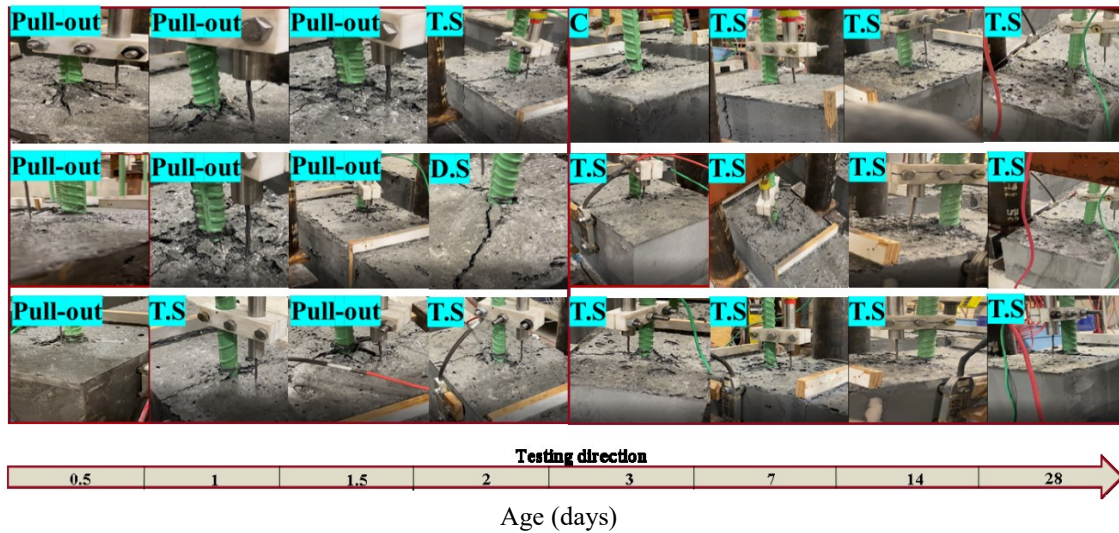 Pull-out Pull-out Pull-out T.S C T.S T.S T.S
Pull-out Pull-out Pull-out D.S T.S T.S T.S T.S
Pull-out T.S Pull-out T.S T.S T.S T.S T.S
Testing direction
0.5 1 1.5 2 3 7 14 28
Age (days)